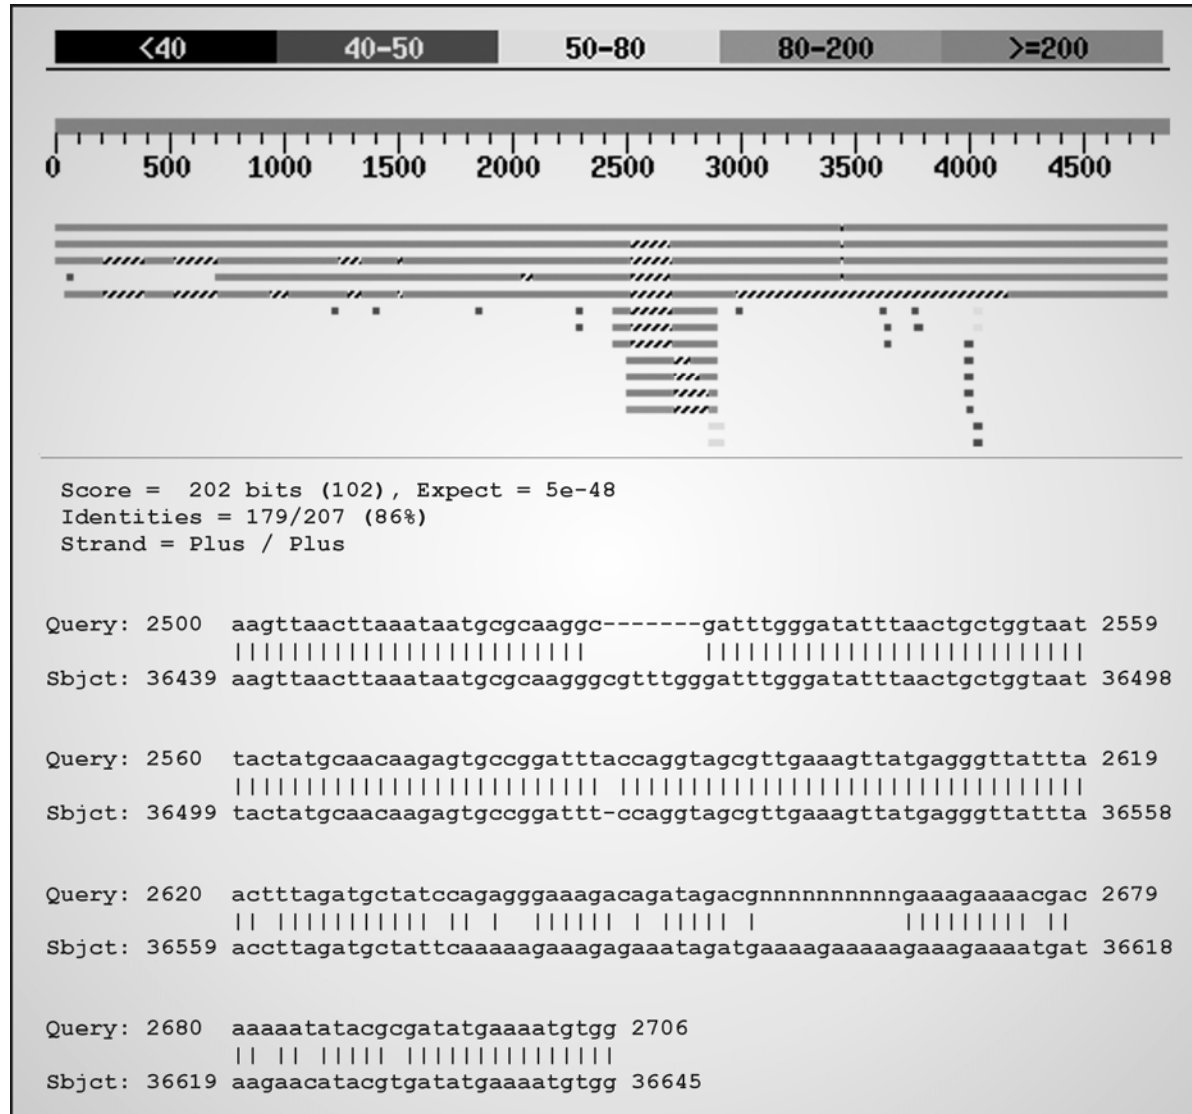 <40 40-50 50-80 80-200 >=200
0 500 1000 1500 2000 2500 3000 3500 4000 4500
Score =  202 bits (102), Expect = 5e-48
Identities = 179/207 (86%)
Strand = Plus / Plus
Query: 2500  aagttaacttaaataatgcgcaaggc-------gatttgggatatttaactgctggtaat 2559
Sbjct: 36439 aagttaacttaaataatgcgcaagggcgtttgggatttgggatatttaactgctggtaat 36498
Query: 2560  tactatgcaacaagagtgccggatttaccaggtagcgttgaaagttatgagggttattta 2619
Sbjct: 36499 tactatgcaacaagagtgccggattt-ccaggtagcgttgaaagttatgagggttattta 36558
Query: 2620  actttagatgctatccagagggaaagacagatagacgnnnnnnnnnngaaagaaaacgac 2679
Sbjct: 36559 accttagatgctattcaaaaagaaagagaaatagatgaaaagaaaaagaaagaaaatgat 36618
Query: 2680  aaaaatatacgcgatatgaaaatgtgg 2706
Sbjct: 36619 aagaacatacgtgatatgaaaatgtgg 36645